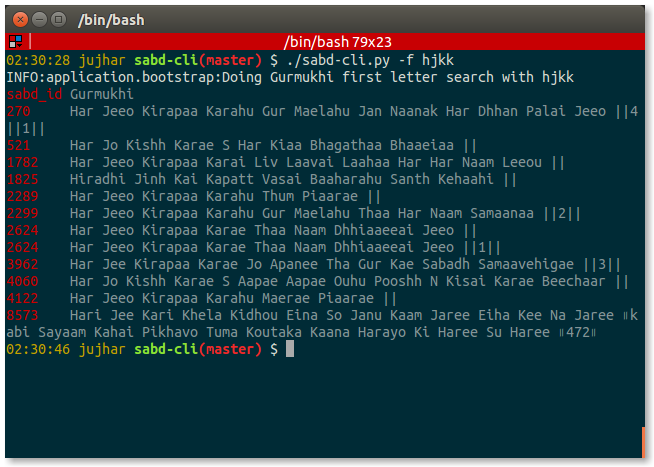 /bin/bash
/bin/bash 79x23
02:30:28 jujhar sabd-cli(master) $ ./sabd-cli.py -f hjkk
INFO:application.bootstrap:Doing Gurmukhi first letter search with hjkk
sabd_id Gurmukhi
270 Har Jeeo Kirapaa Karahu Gur Maelahu Jan Naanak Har Dhhan Palai Jeeo ||4
||1||
521 Har Jo Kishh Karae S Har Kiaa Bhagathaa Bhaaeiaa ||
1782 Har Jeeo Kirapaa Karai Liv Laavai Laahaa Har Har Naam Leeou ||
1825 Hiradhi Jinh Kai Kapatt Vasai Baaharahu Santh Kehaahi ||
2289 Har Jeeo Kirapaa Karahu Thum Piaarae ||
2299 Har Jeeo Kirapaa Karahu Gur Maelahu Thaa Har Naam Samaanaa ||2||
2624 Har Jeeo Kirapaa Karae Thaa Naam Dhhiaaeeai Jeeo ||
2624 Har Jeeo Kirapaa Karae Thaa Naam Dhhiaaeeai Jeeo ||1||
3962 Har Jee Kirapaa Karae Jo Apanee Tha Gur Kae Sabadh Samaavehigae ||3||
4060 Har Jo Kishh Karae S Aapae Aapae Ouhu Pooshh N Kisai Karae Beechaar ||
4122 Har Jeeo Kirapaa Karahu Maerae Piaarae ||
8573 Hari Jee Kari Khela Kidhou Eina So Janu Kaam Jaree Eiha Kee Na Jaree ॥k
abi Sayaam Kahai Pikhavo Tuma Koutaka Kaana Harayo Ki Haree Su Haree ॥472॥
02:30:46 jujhar sabd-cli(master) $